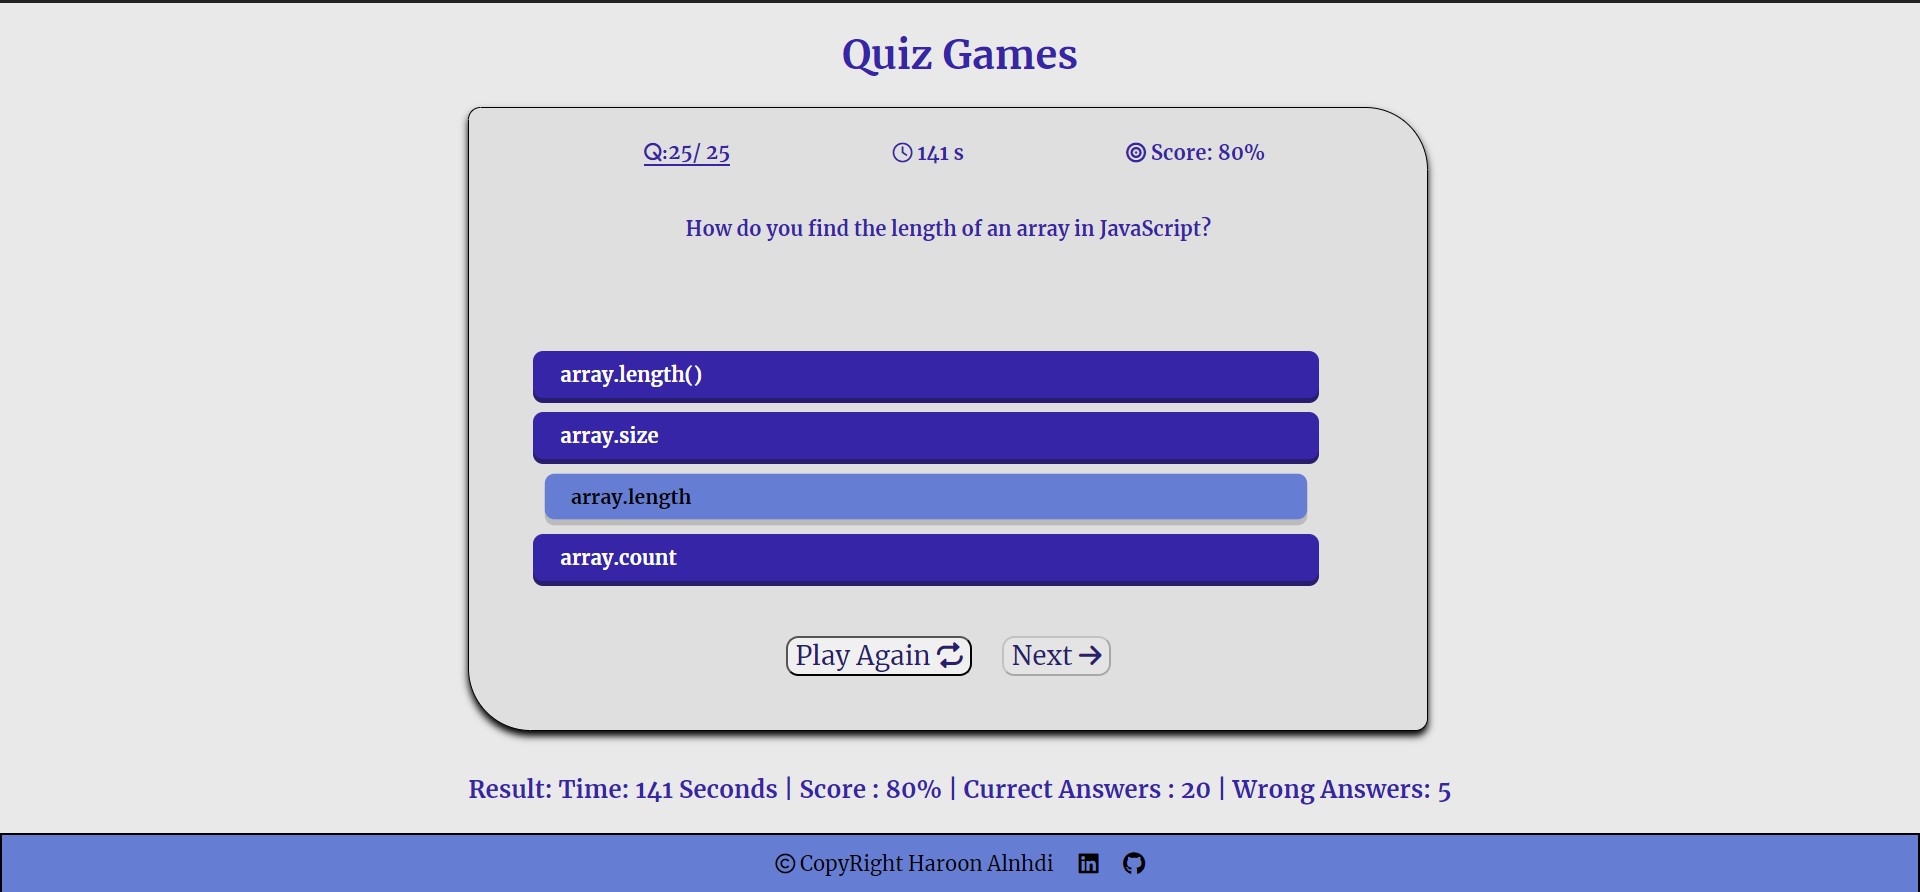 Quiz Games
Q:25/ 25 141 s Score: 80%
How do you find the length of an array in JavaScript?
array.length()
array.size
array.length
array.count
Play Again Next
Result: Time: 141 Seconds | Score : 80% | Currect Answers : 20 | Wrong Answers: 5
© CopyRight Haroon Alnhdi in